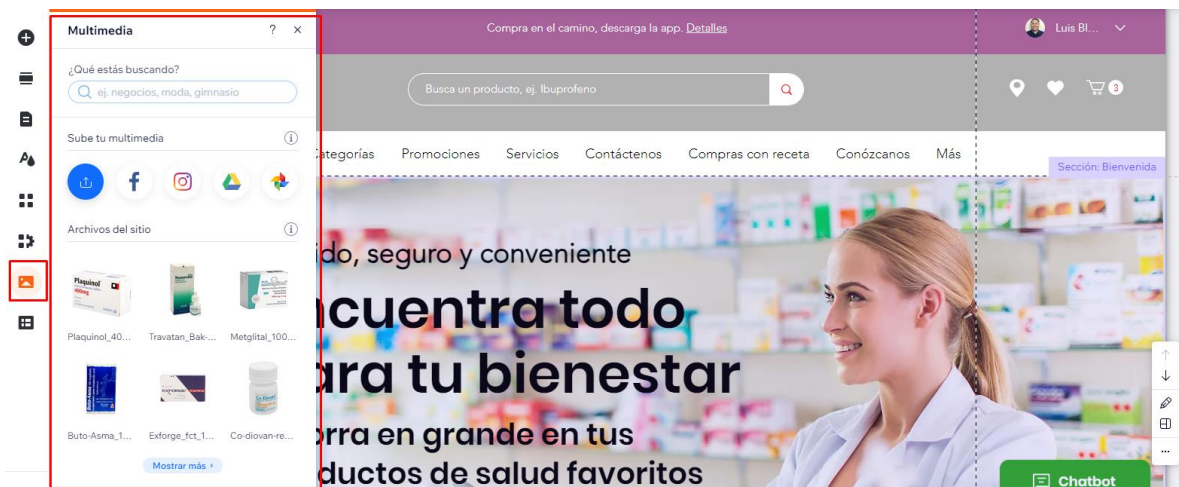 Multimedia ? ×
¿Qué estás buscando?
ej. negocios, moda, gimnasio
Sube tu multimedia
Archivos del sitio
Plaquinol
400mg
Plaquinol_40...
Travatan_Bak-...
Metglital_100...
Buto-Asma_1...
Exforge_fct_1...
Co-diovan-re...
Mostrar más
Compra en el camino, descarga la app. Detalles
Luis Bl...
Busca un producto, ej. Ibuprofeno
3
Categorías Promociones Servicios Contáctenos Compras con receta Conózcanos Más
Sección: Bienvenida
ido, seguro y conveniente
ncuentra todo
ara tu bienestar
orra en grande en tus
oductos de salud favoritos
Chatbot